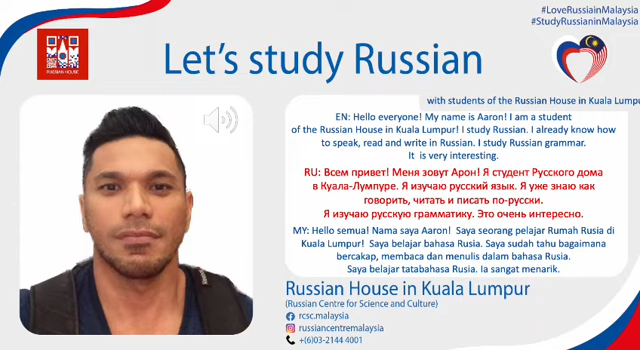 #LoveRussiainMalaysia
#StudyRussianinMalaysia
RUSSIAN HOUSE
Let's study Russian
with students of the Russian House in Kuala Lumpu
EN: Hello everyone! My name is Aaron! I am a student
of the Russian House in Kuala Lumpur! I study Russian. I already know how
to speak, read and write in Russian. I study Russian grammar.
It is very interesting.
RU: Всем привет! Меня зовут Арон! Я студент Русского дома
в Куала-Лумпуре. Я изучаю русский язык. Я уже знаю как
говорить, читать и писать по-русски.
Я изучаю русскую грамматику. Это очень интересно.
MY: Hello semua! Nama saya Aaron! Saya seorang pelajar Rumah Rusia di
Kuala Lumpur! Saya belajar bahasa Rusia. Saya sudah tahu bagaimana
bercakap, membaca dan menulis dalam bahasa Rusia.
Saya belajar tatabahasa Rusia. Ia sangat menarik.
Russian House in Kuala Lumpur
(Russian Centre for Science and Culture)
rcsc.malaysia
russiancentremalaysia
+(6)03-2144 4001